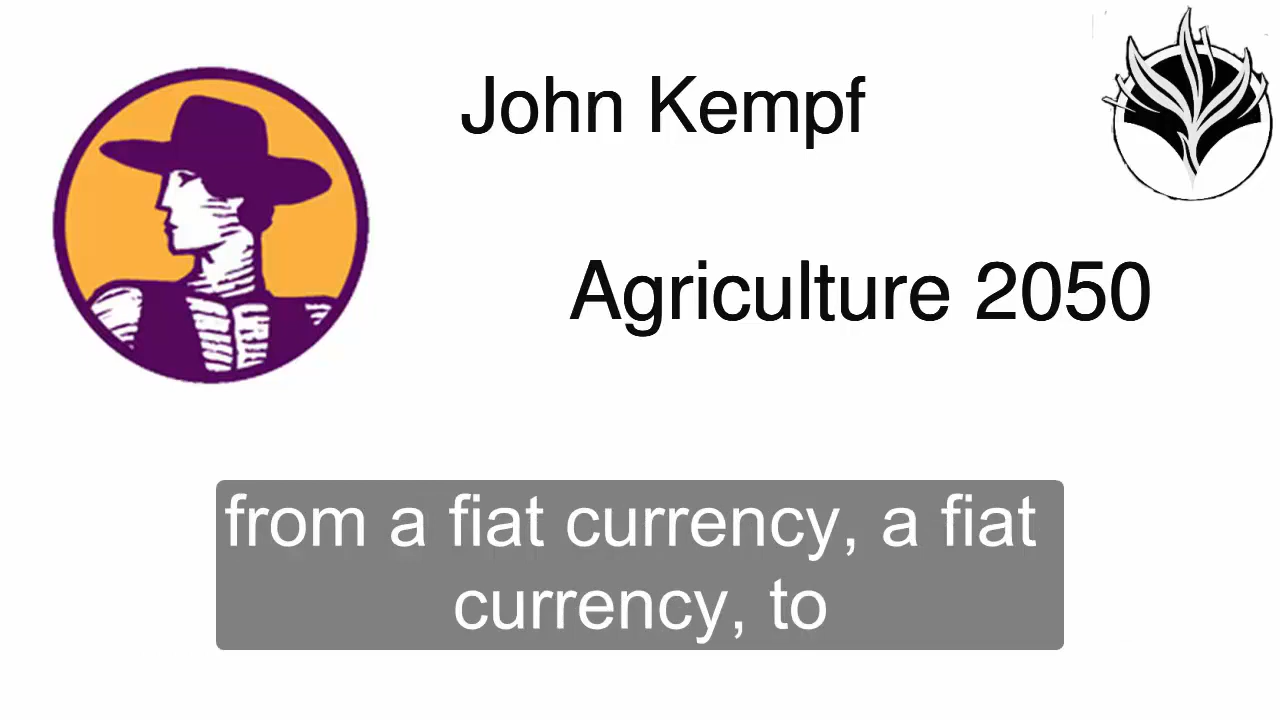 John Kempf
Agriculture 2050
from a fiat currency, a fiat
currency, to